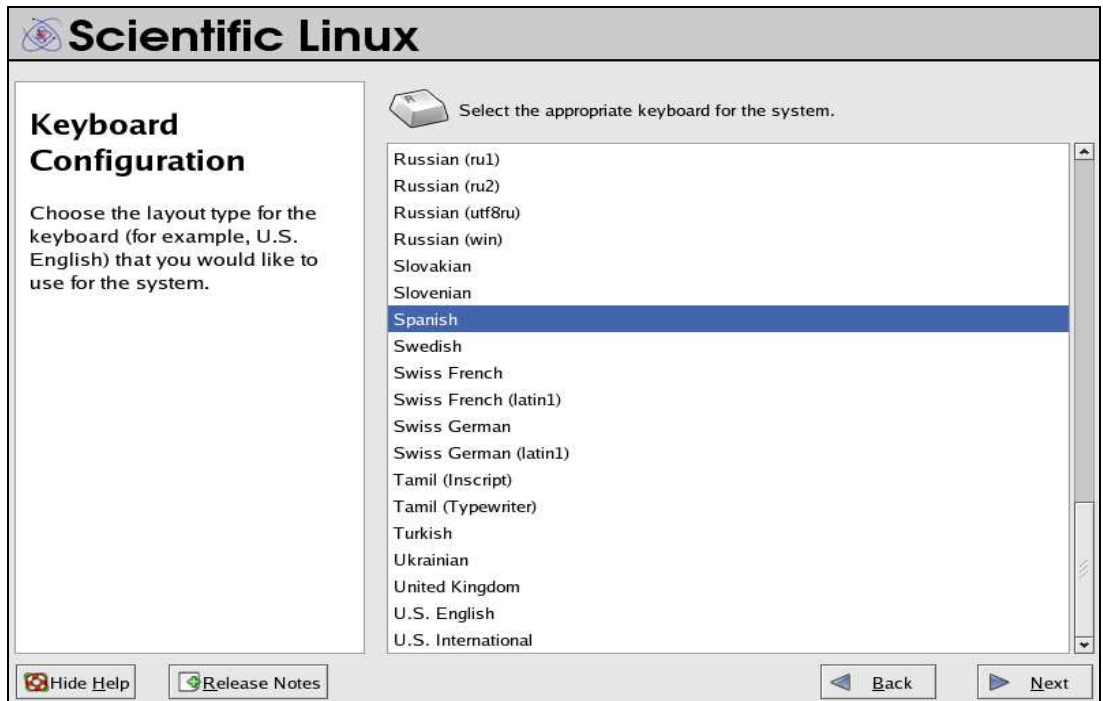 Scientific Linux
Keyboard
Configuration
Choose the layout type for the
keyboard (for example, U.S.
English) that you would like to
use for the system.
R
Select the appropriate keyboard for the system.
Russian (ru1)
Russian (ru2)
Russian (utf8ru)
Russian (win)
Slovakian
Slovenian
Spanish
Swedish
Swiss French
Swiss French (latin1)
Swiss German
Swiss German (latin1)
Tamil (Inscript)
Tamil (Typewriter)
Turkish
Ukrainian
United Kingdom
U.S. English
U.S. International
Hide Help
Release Notes
Back
Next